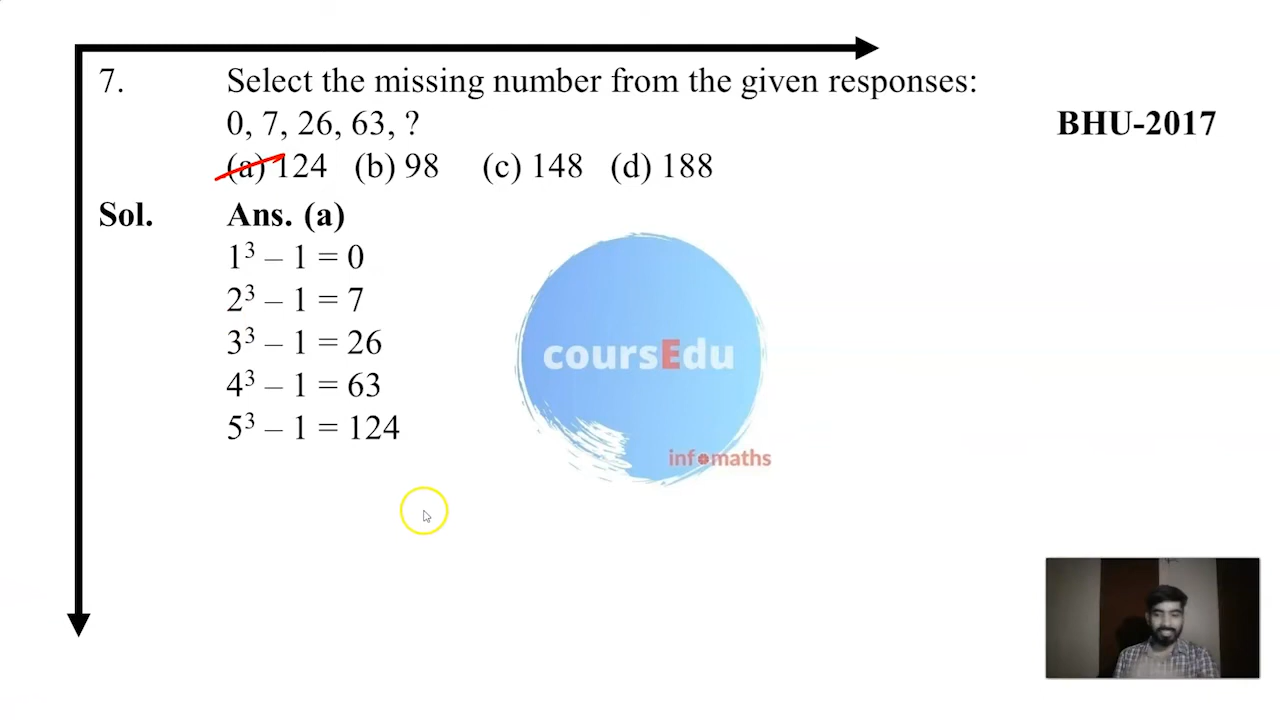 7. Select the missing number from the given responses:
0, 7, 26, 63, ? BHU-2017
(a) 124 (b) 98 (c) 148 (d) 188
Sol. Ans. (a)
1³ – 1 = 0
2³ – 1 = 7
3³ – 1 = 26
4³ – 1 = 63
5³ – 1 = 124
coursEdu
infomaths